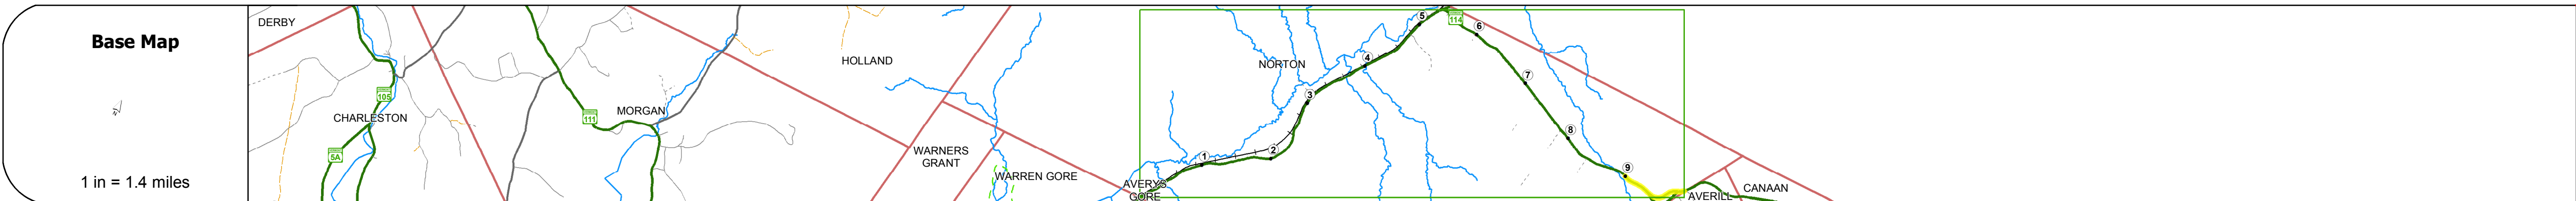 Base Map
N
1 in = 1.4 miles
DERBY
105
CHARLESTON
5A
111
MORGAN
HOLLAND
WARNERS
GRANT
WARREN GORE
AVERYS
GORE
NORTON
1
2
3
4
5
114
6
7
8
9
AVERILL
CANAAN